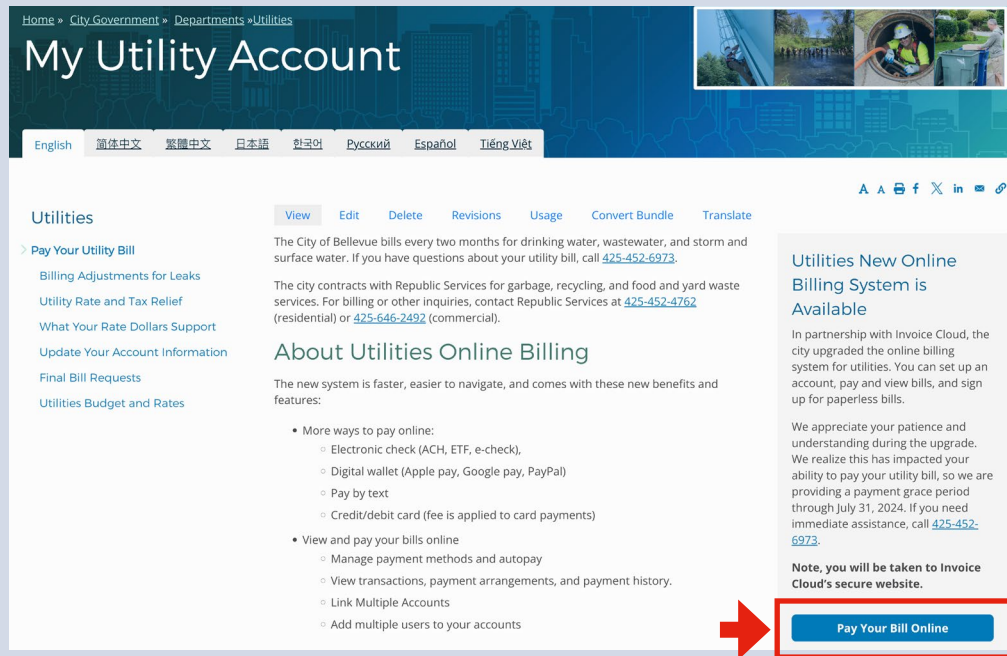 Home » City Government » Departments »Utilities
My Utility Account
English 简体中文 繁體中文 日本語 한국어 Русский Español Tiếng Việt
A A
Utilities
Pay Your Utility Bill
Billing Adjustments for Leaks
Utility Rate and Tax Relief
What Your Rate Dollars Support
Update Your Account Information
Final Bill Requests
Utilities Budget and Rates
View Edit Delete Revisions Usage Convert Bundle Translate
The City of Bellevue bills every two months for drinking water, wastewater, and storm and
surface water. If you have questions about your utility bill, call 425-452-6973.
The city contracts with Republic Services for garbage, recycling, and food and yard waste
services. For billing or other inquiries, contact Republic Services at 425-452-4762
(residential) or 425-646-2492 (commercial).
About Utilities Online Billing
The new system is faster, easier to navigate, and comes with these new benefits and
features:
• More ways to pay online:
◦ Electronic check (ACH, ETF, e-check),
◦ Digital wallet (Apple pay, Google pay, PayPal)
◦ Pay by text
◦ Credit/debit card (fee is applied to card payments)
• View and pay your bills online
◦ Manage payment methods and autopay
◦ View transactions, payment arrangements, and payment history.
◦ Link Multiple Accounts
◦ Add multiple users to your accounts
Utilities New Online
Billing System is
Available
In partnership with Invoice Cloud, the
city upgraded the online billing
system for utilities. You can set up an
account, pay and view bills, and sign
up for paperless bills.
We appreciate your patience and
understanding during the upgrade.
We realize this has impacted your
ability to pay your utility bill, so we are
providing a payment grace period
through July 31, 2024. If you need
immediate assistance, call 425-452-
6973.
Note, you will be taken to Invoice
Cloud's secure website.
Pay Your Bill Online